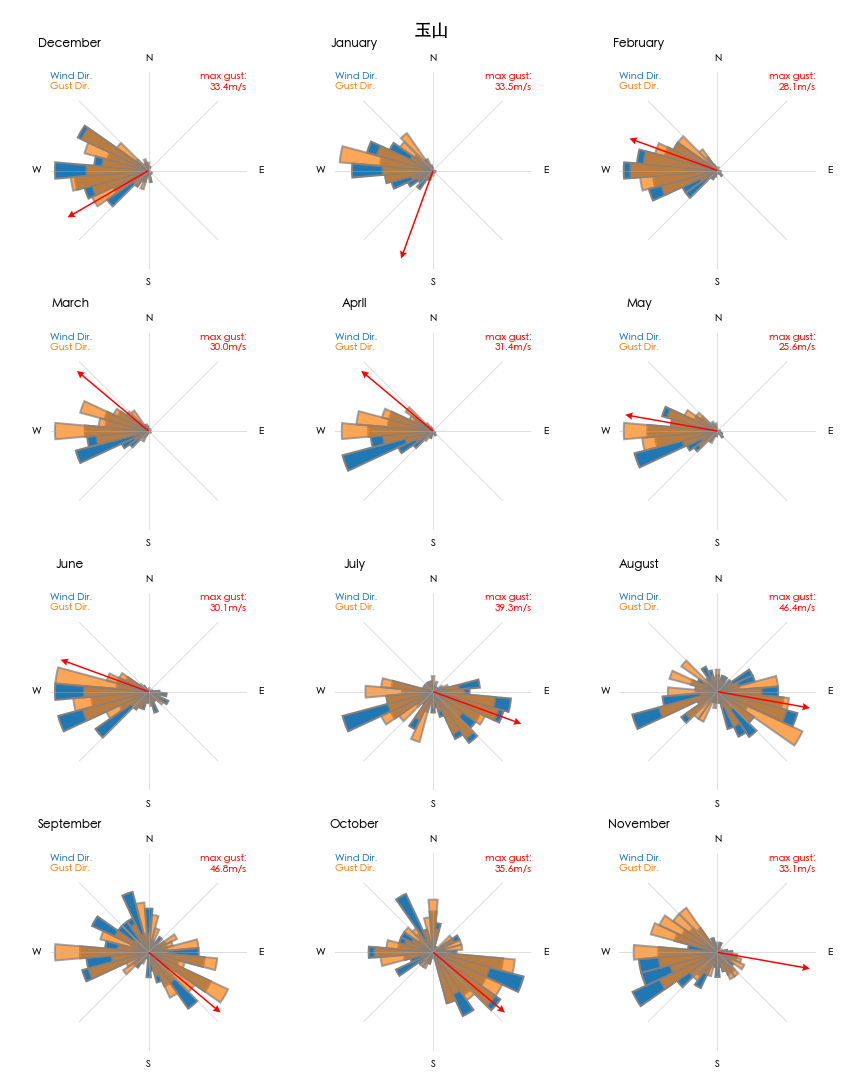 玉山
December
N
Wind Dir.
Gust Dir.
max gust:
33.4m/s
W
E
S
January
N
Wind Dir.
Gust Dir.
max gust:
33.5m/s
W
E
S
February
N
Wind Dir.
Gust Dir.
max gust:
28.1m/s
W
E
S
March
N
Wind Dir.
Gust Dir.
max gust:
30.0m/s
W
E
S
April
N
Wind Dir.
Gust Dir.
max gust:
31.4m/s
W
E
S
May
N
Wind Dir.
Gust Dir.
max gust:
25.6m/s
W
E
S
June
N
Wind Dir.
Gust Dir.
max gust:
30.1m/s
W
E
S
July
N
Wind Dir.
Gust Dir.
max gust:
39.3m/s
W
E
S
August
N
Wind Dir.
Gust Dir.
max gust:
46.4m/s
W
E
S
September
N
Wind Dir.
Gust Dir.
max gust:
46.8m/s
W
E
S
October
N
Wind Dir.
Gust Dir.
max gust:
35.6m/s
W
E
S
November
N
Wind Dir.
Gust Dir.
max gust:
33.1m/s
W
E
S